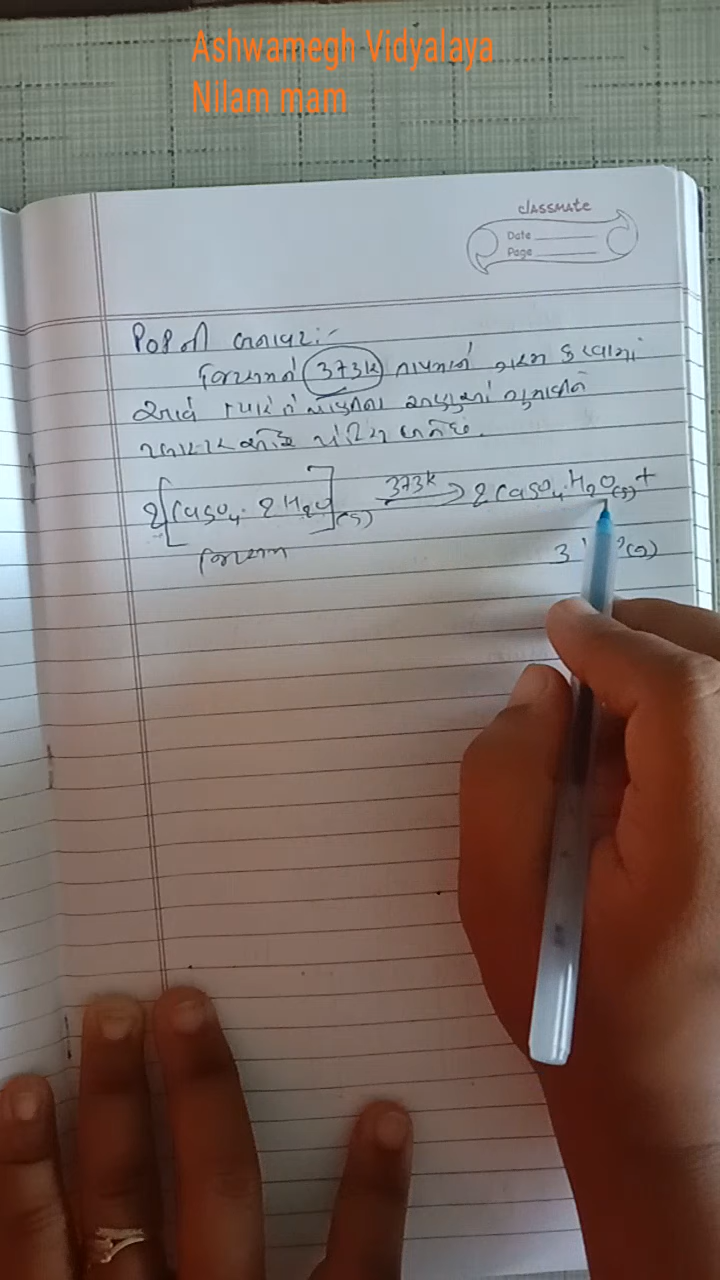 Ashwamegh Vidyalaya
Nilam mam
classmate
Date
Page
POP ની બનાવટ:-
જિપ્સમને 373K તાપમાને ગરમ કરવામાં
આવે ત્યારે તે પાણીના અણુઓ ગુમાવીને
બનાવે છે.
2[CaSO₄·2H₂O](s) 373K → 2CaSO₄·H₂O(s) +
જિપ્સમ 3 (g)